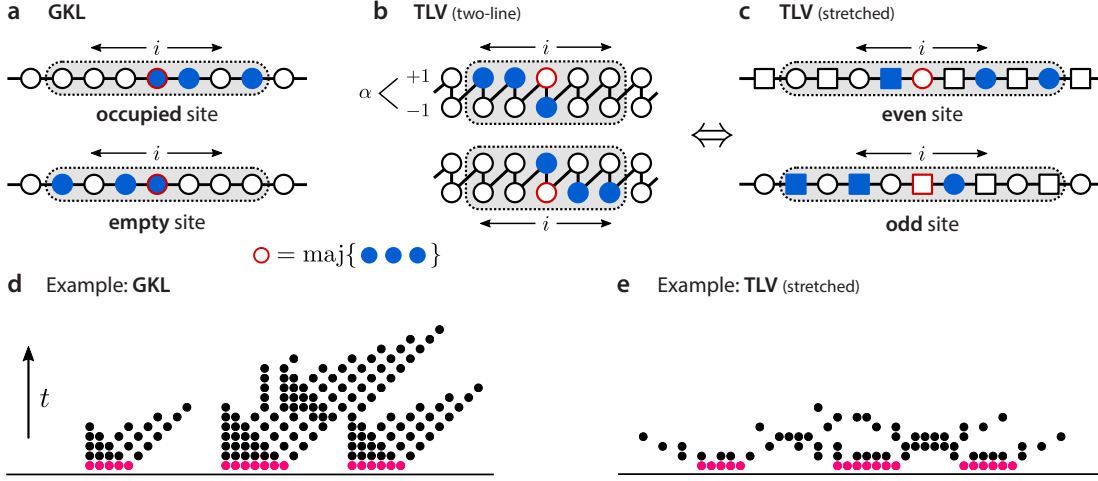 a GKL
i
occupied site
i
empty site
b TLV (two-line)
i
α +1
−1
i
⇔
c TLV (stretched)
i
even site
i
odd site
= maj{ }
d Example: GKL
t
e Example: TLV (stretched)